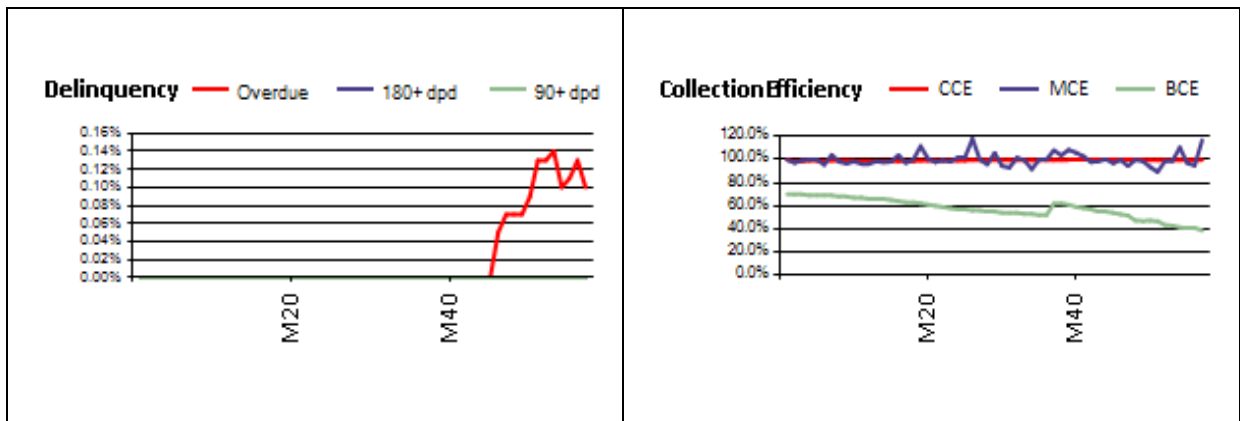 Delinquency Overdue 180+ dpd 90+ dpd
0.16%
0.14%
0.12%
0.10%
0.08%
0.06%
0.04%
0.02%
0.00%
M20
M40
Collection Efficiency CCE MCE BCE
120.0%
100.0%
80.0%
60.0%
40.0%
20.0%
0.0%
M20
M40